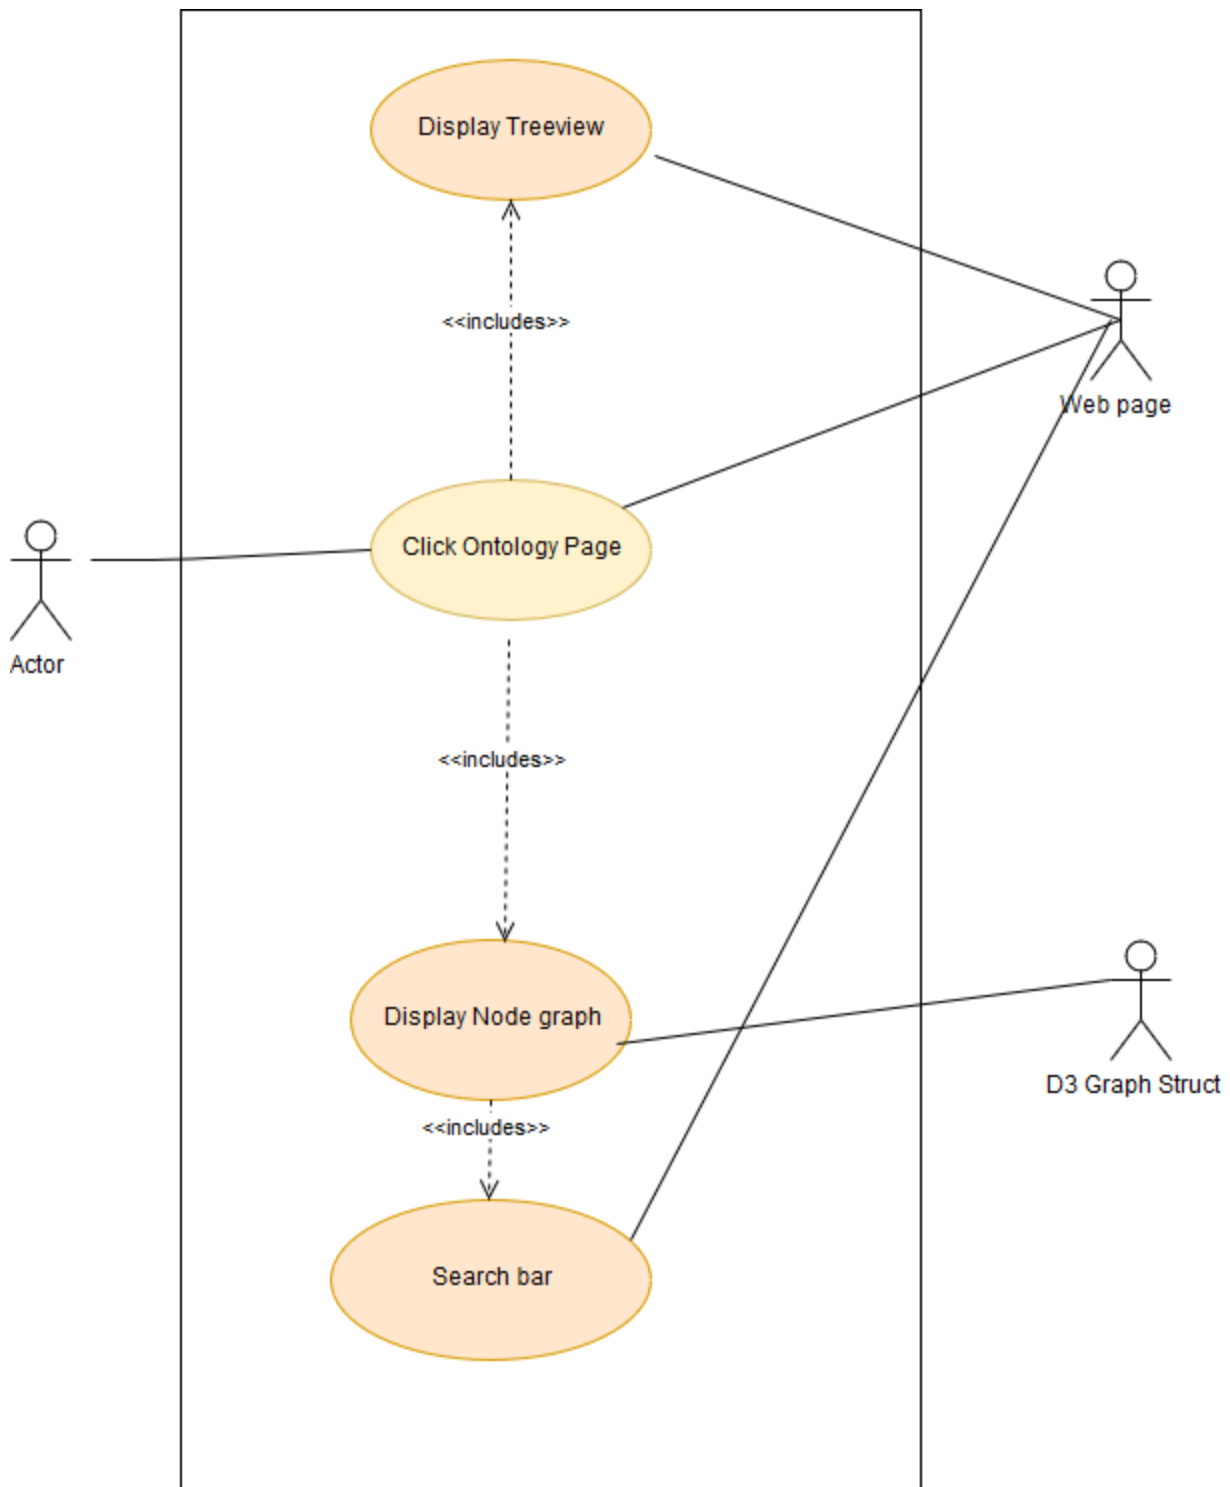 Display Treeview
<<includes>>
Web page
Click Ontology Page
Actor
<<includes>>
Display Node graph
D3 Graph Struct
<<includes>>
Search bar